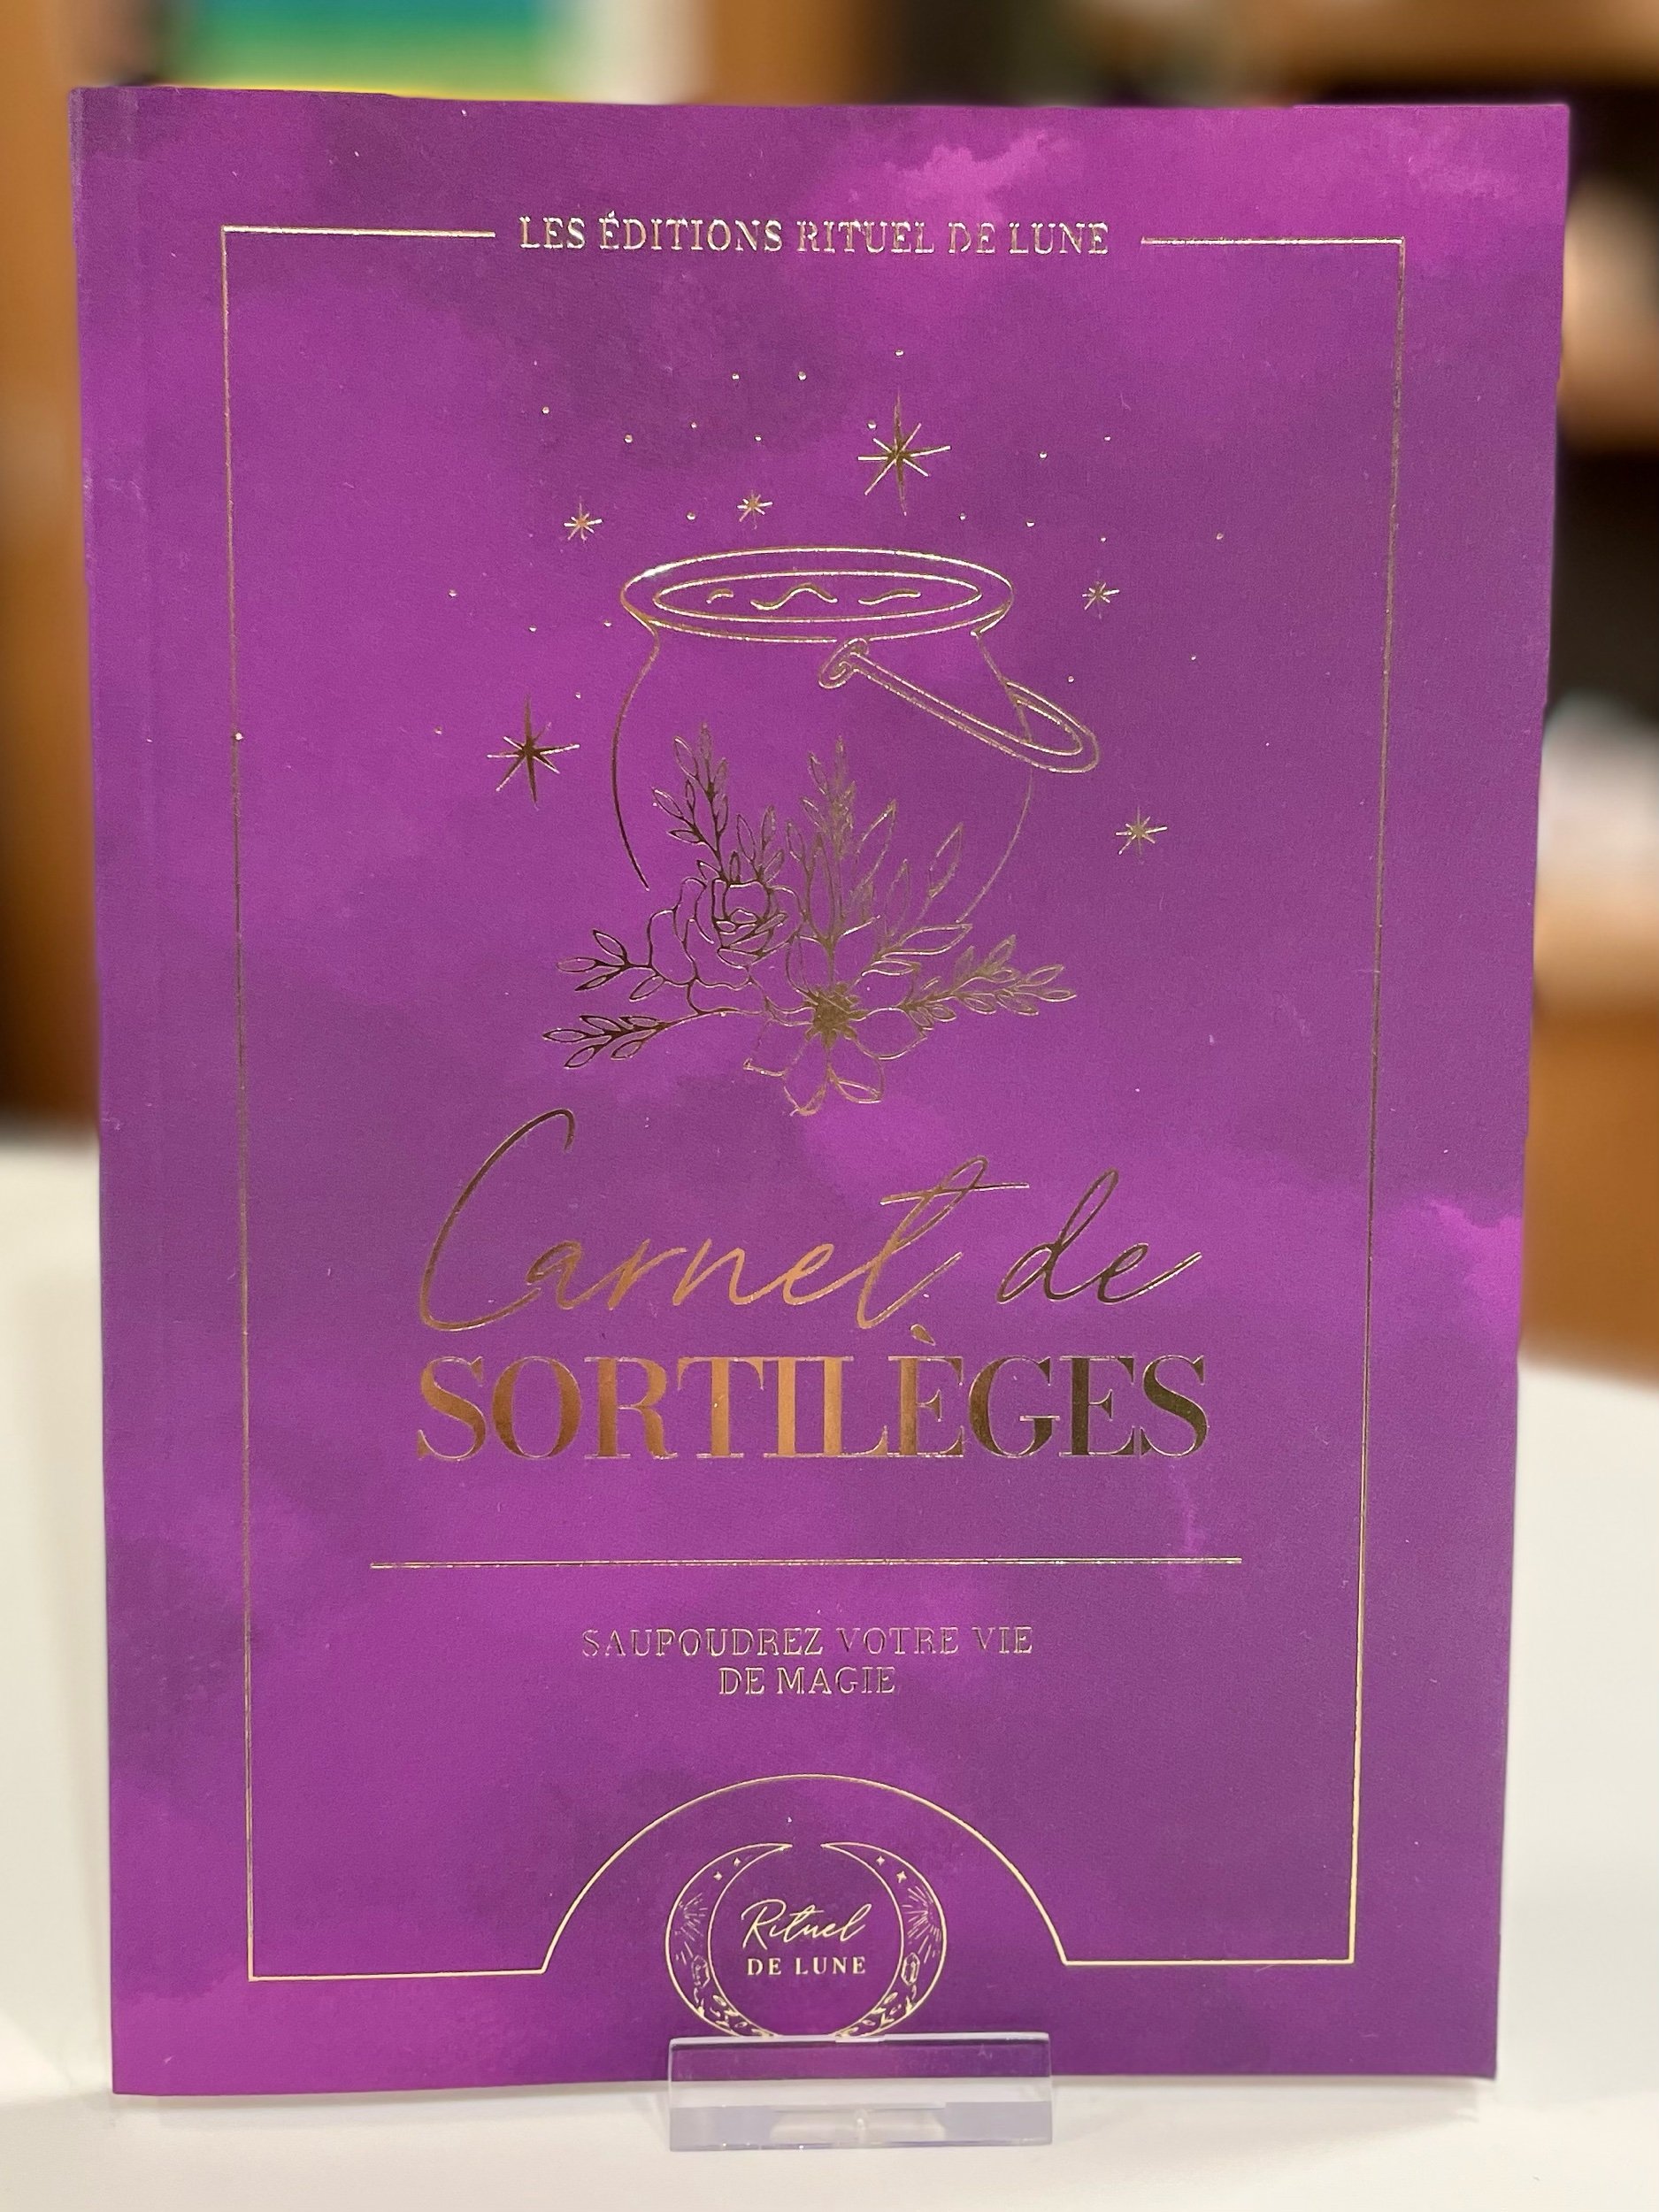 LES ÉDITIONS RITUEL DE LUNE
Carnet de
SORTILÈGES
SAUPOUDREZ VOTRE VIE
DE MAGIE
Rituel
DE LUNE